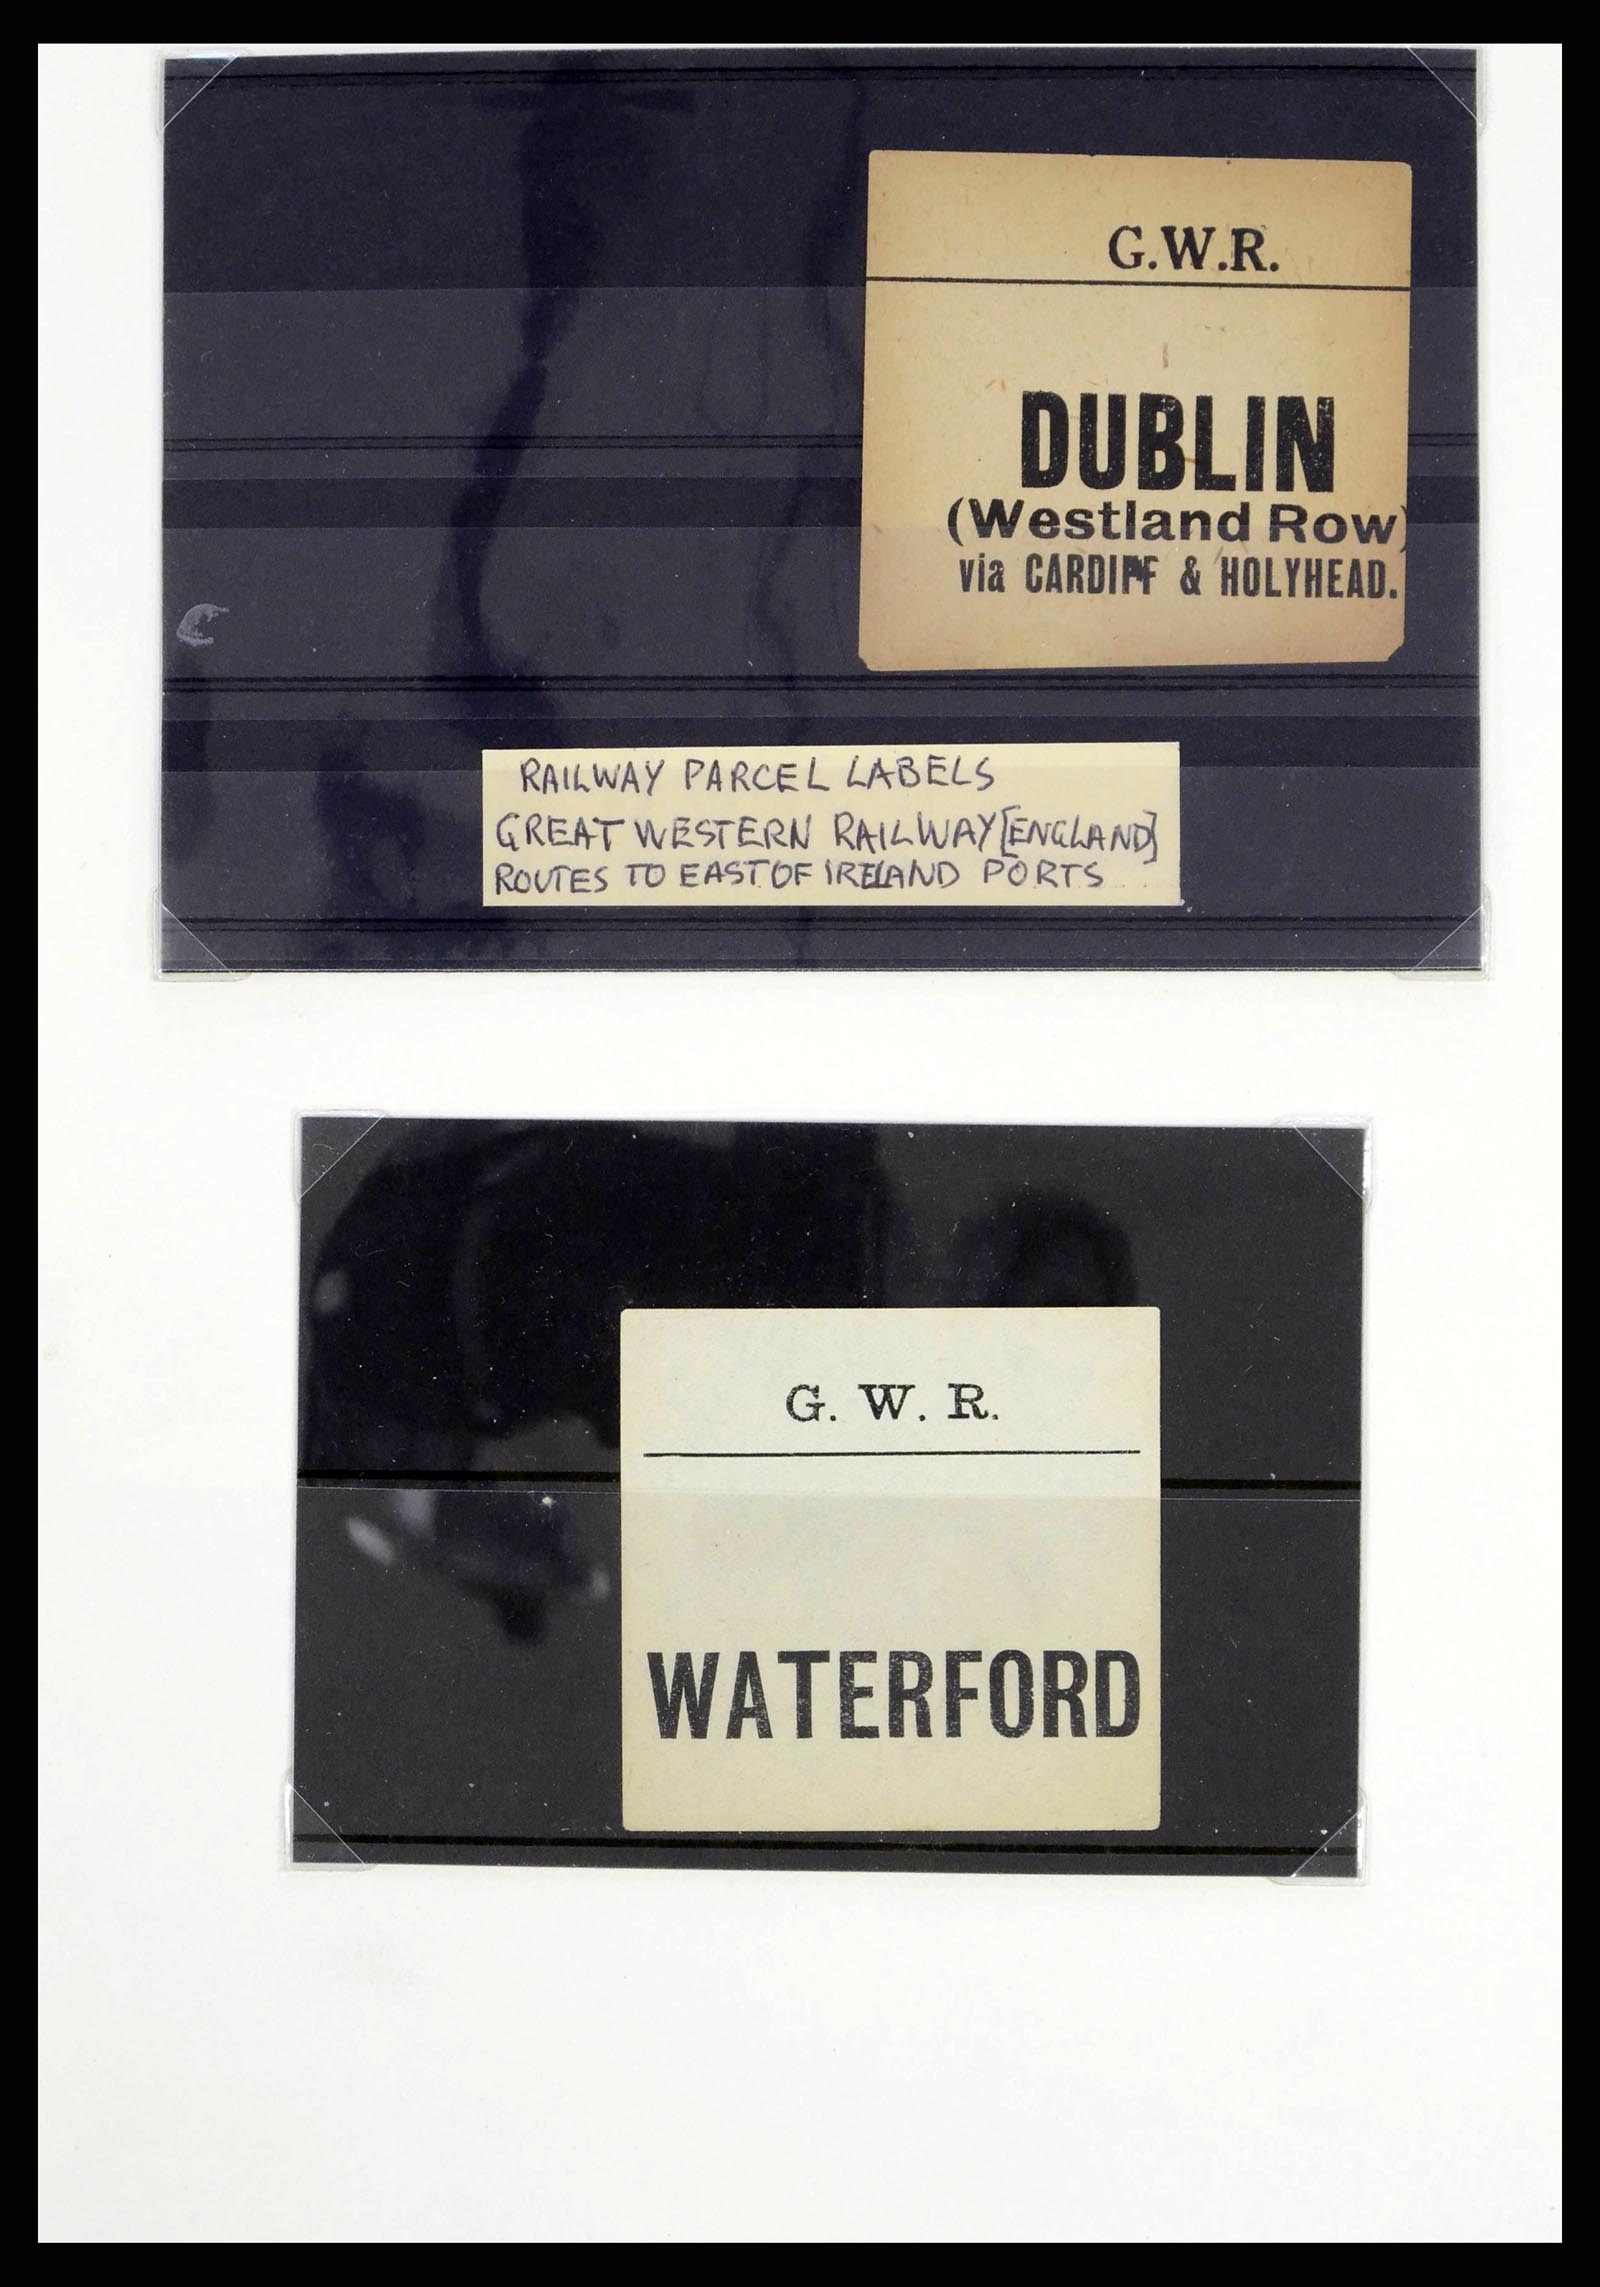 G.W.R.
DUBLIN
(Westland Row)
via CARDIFF & HOLYHEAD.
RAILWAY PARCEL LABELS
GREAT WESTERN RAILWAY [ENGLAND]
ROUTES TO EAST OF IRELAND PORTS
G. W. R.
WATERFORD